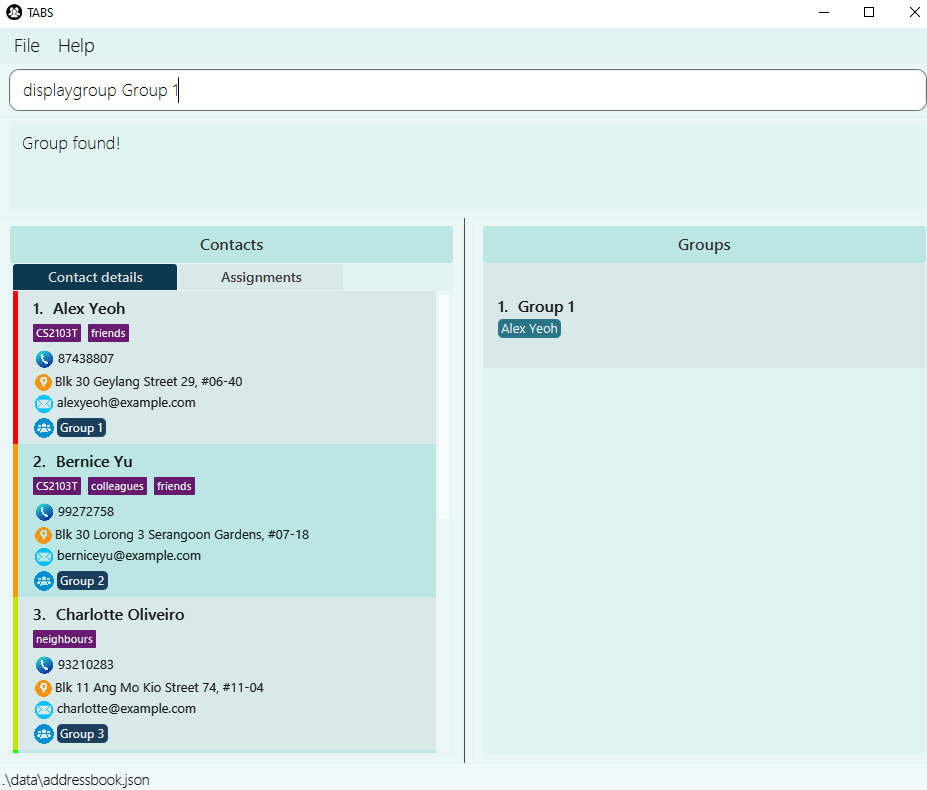 TABS
File Help
displaygroup Group 1
Group found!
Contacts
Contact details Assignments
1. Alex Yeoh
CS2103T friends
87438807
Blk 30 Geylang Street 29, #06-40
alexyeoh@example.com
Group 1
2. Bernice Yu
CS2103T colleagues friends
99272758
Blk 30 Lorong 3 Serangoon Gardens, #07-18
berniceyu@example.com
Group 2
3. Charlotte Oliveiro
neighbours
93210283
Blk 11 Ang Mo Kio Street 74, #11-04
charlotte@example.com
Group 3
Groups
1. Group 1
Alex Yeoh
.\data\addressbook.json